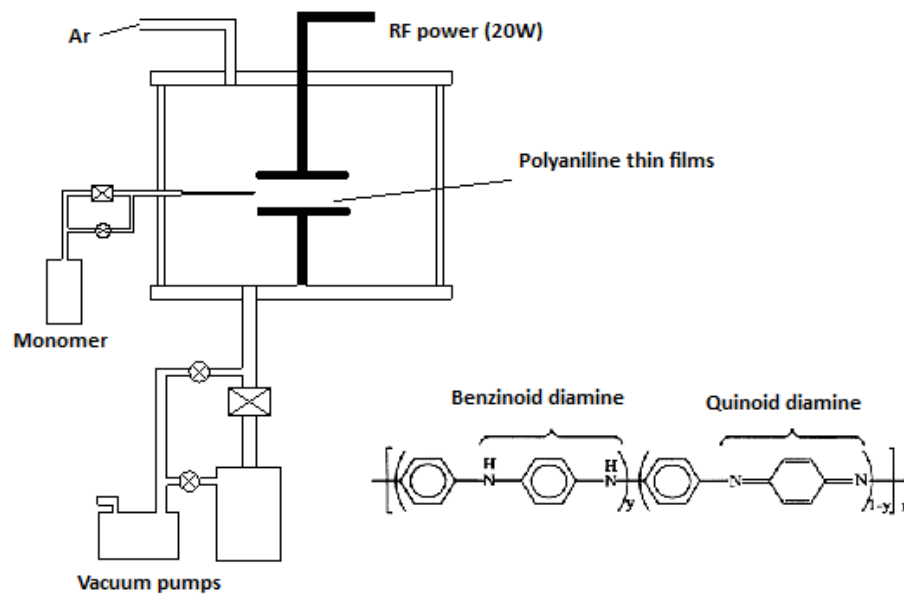 Ar
RF power (20W)
Polyaniline thin films
Monomer
Vacuum pumps
Benzinoid diamine
Quinoid diamine
H
N
H
N
y
N
N
1-y